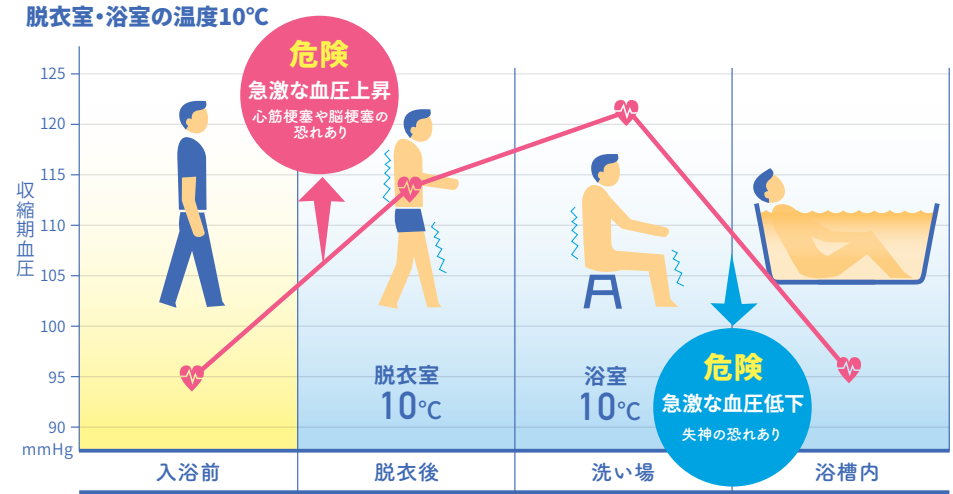 脱衣室・浴室の温度10℃
危険
急激な血圧上昇
心筋梗塞や脳梗塞の
恐れあり
収縮期血圧
125
120
115
110
105
100
95
90
mmHg
脱衣室
10℃
浴室
10℃
危険
急激な血圧低下
失神の恐れあり
入浴前
脱衣後
洗い場
浴槽内